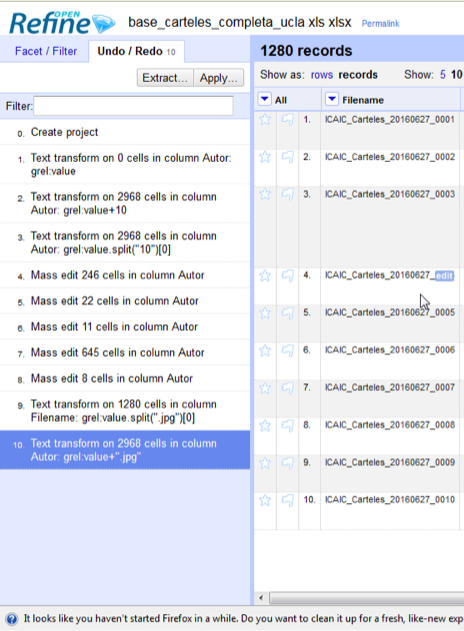 OPEN
Refine
base_carteles_completa_ucla xls xlsx Permalink
Facet / Filter
Undo / Redo 10
Extract... Apply...
Filter:
0. Create project
1. Text transform on 0 cells in column Autor:
grel:value
2. Text transform on 2968 cells in column
Autor: grel:value+10
3. Text transform on 2968 cells in column
Autor: grel:value.split("10")[0]
4. Mass edit 246 cells in column Autor
5. Mass edit 22 cells in column Autor
6. Mass edit 11 cells in column Autor
7. Mass edit 645 cells in column Autor
8. Mass edit 8 cells in column Autor
9. Text transform on 1280 cells in column
Filename: grel:value.split(".jpg")[0]
10. Text transform on 2968 cells in column
Autor: grel:value+".jpg"
1280 records
Show as: rows records Show: 5 10
All Filename
1. ICAIC_Carteles_20160627_0001
2. ICAIC_Carteles_20160627_0002
3. ICAIC_Carteles_20160627_0003
4. ICAIC_Carteles_20160627_ edit
5. ICAIC_Carteles_20160627_0005
6. ICAIC_Carteles_20160627_0006
7. ICAIC_Carteles_20160627_0007
8. ICAIC_Carteles_20160627_0008
9. ICAIC_Carteles_20160627_0009
10. ICAIC_Carteles_20160627_0010
It looks like you haven't started Firefox in a while. Do you want to clean it up for a fresh, like-new exp